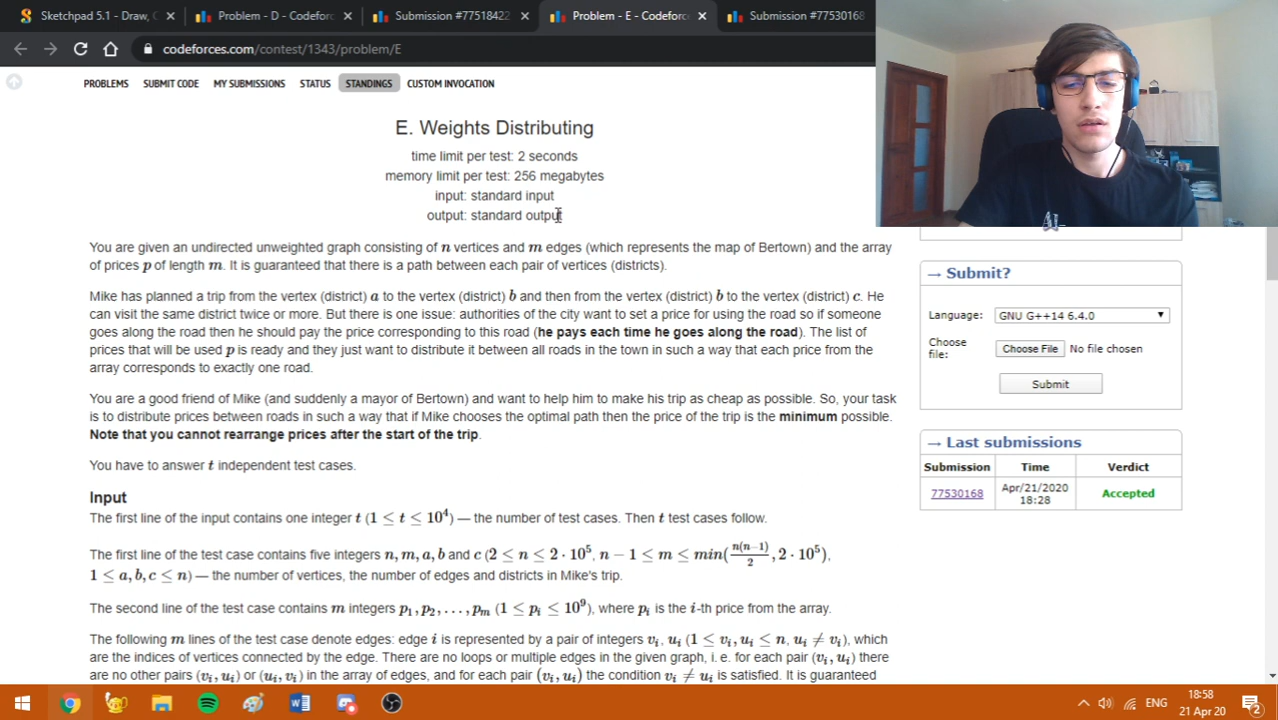 Sketchpad 5.1 - Draw, C × Problem - D - Codeforc × Submission #77518422 × Problem - E - Codeforc × Submission #77530168
codeforces.com/contest/1343/problem/E
PROBLEMS SUBMIT CODE MY SUBMISSIONS STATUS STANDINGS CUSTOM INVOCATION
E. Weights Distributing
time limit per test: 2 seconds
memory limit per test: 256 megabytes
input: standard input
output: standard output
You are given an undirected unweighted graph consisting of n vertices and m edges (which represents the map of Bertown) and the array
of prices p of length m. It is guaranteed that there is a path between each pair of vertices (districts).
Mike has planned a trip from the vertex (district) a to the vertex (district) b and then from the vertex (district) b to the vertex (district) c. He
can visit the same district twice or more. But there is one issue: authorities of the city want to set a price for using the road so if someone
goes along the road then he should pay the price corresponding to this road (he pays each time he goes along the road). The list of
prices that will be used p is ready and they just want to distribute it between all roads in the town in such a way that each price from the
array corresponds to exactly one road.
You are a good friend of Mike (and suddenly a mayor of Bertown) and want to help him to make his trip as cheap as possible. So, your task
is to distribute prices between roads in such a way that if Mike chooses the optimal path then the price of the trip is the minimum possible.
Note that you cannot rearrange prices after the start of the trip.
You have to answer t independent test cases.
Input
The first line of the input contains one integer t (1 ≤ t ≤ 10⁴) — the number of test cases. Then t test cases follow.
The first line of the test case contains five integers n, m, a, b and c (2 ≤ n ≤ 2 · 10⁵, n − 1 ≤ m ≤ min(n(n−1)/2, 2 · 10⁵),
1 ≤ a, b, c ≤ n) — the number of vertices, the number of edges and districts in Mike's trip.
The second line of the test case contains m integers p₁, p₂, . . . , pₘ (1 ≤ pᵢ ≤ 10⁹), where pᵢ is the i-th price from the array.
The following m lines of the test case denote edges: edge i is represented by a pair of integers vᵢ, uᵢ (1 ≤ vᵢ, uᵢ ≤ n, uᵢ ≠ vᵢ), which
are the indices of vertices connected by the edge. There are no loops or multiple edges in the given graph, i. e. for each pair (vᵢ, uᵢ) there
are no other pairs (vᵢ, uᵢ) or (uᵢ, vᵢ) in the array of edges, and for each pair (vᵢ, uᵢ) the condition vᵢ ≠ uᵢ is satisfied. It is guaranteed
→ Submit?
Language: GNU G++14 6.4.0
Choose file: Choose File No file chosen
Submit
→ Last submissions
Submission Time Verdict
77530168 Apr/21/2020 18:28 Accepted
ENG
18:58
21 Apr 20
2